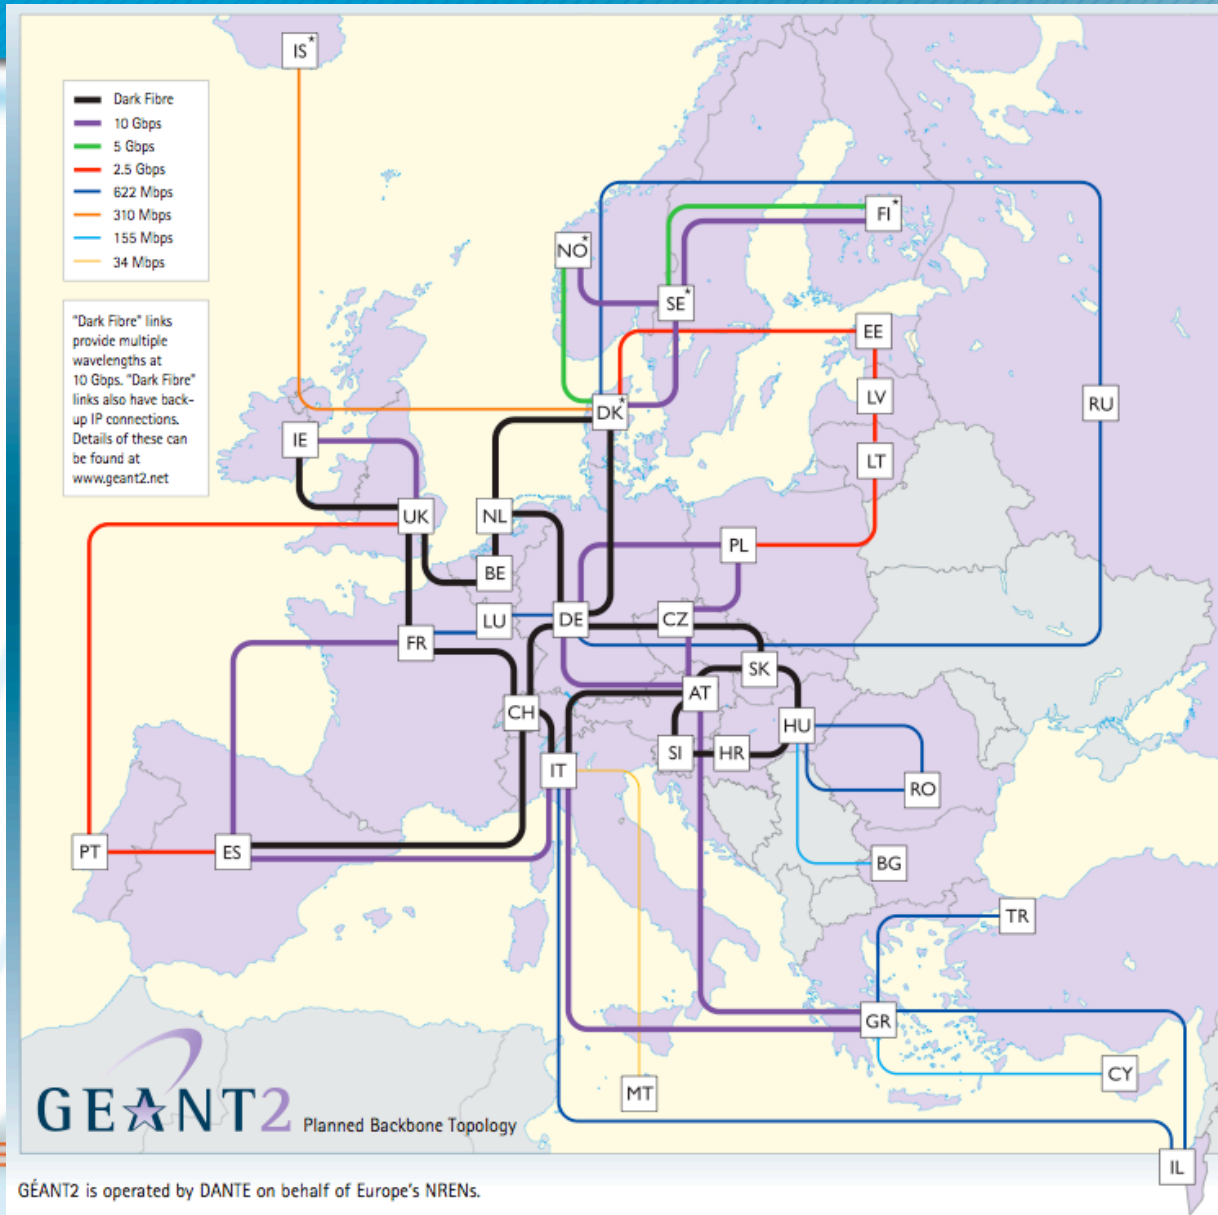 IS*
Dark Fibre
10 Gbps
5 Gbps
2.5 Gbps
622 Mbps
310 Mbps
155 Mbps
34 Mbps
"Dark Fibre" links
provide multiple
wavelengths at
10 Gbps. "Dark Fibre"
links also have back-
up IP connections.
Details of these can
be found at
www.geant2.net
FI*
NO*
SE*
EE
LV
RU
DK*
IE
LT
UK
NL
PL
BE
LU
DE
CZ
FR
SK
AT
CH
HU
SI
HR
IT
RO
PT
ES
BG
TR
GR
CY
MT
GEANT2 Planned Backbone Topology
IL
GÉANT2 is operated by DANTE on behalf of Europe's NRENs.